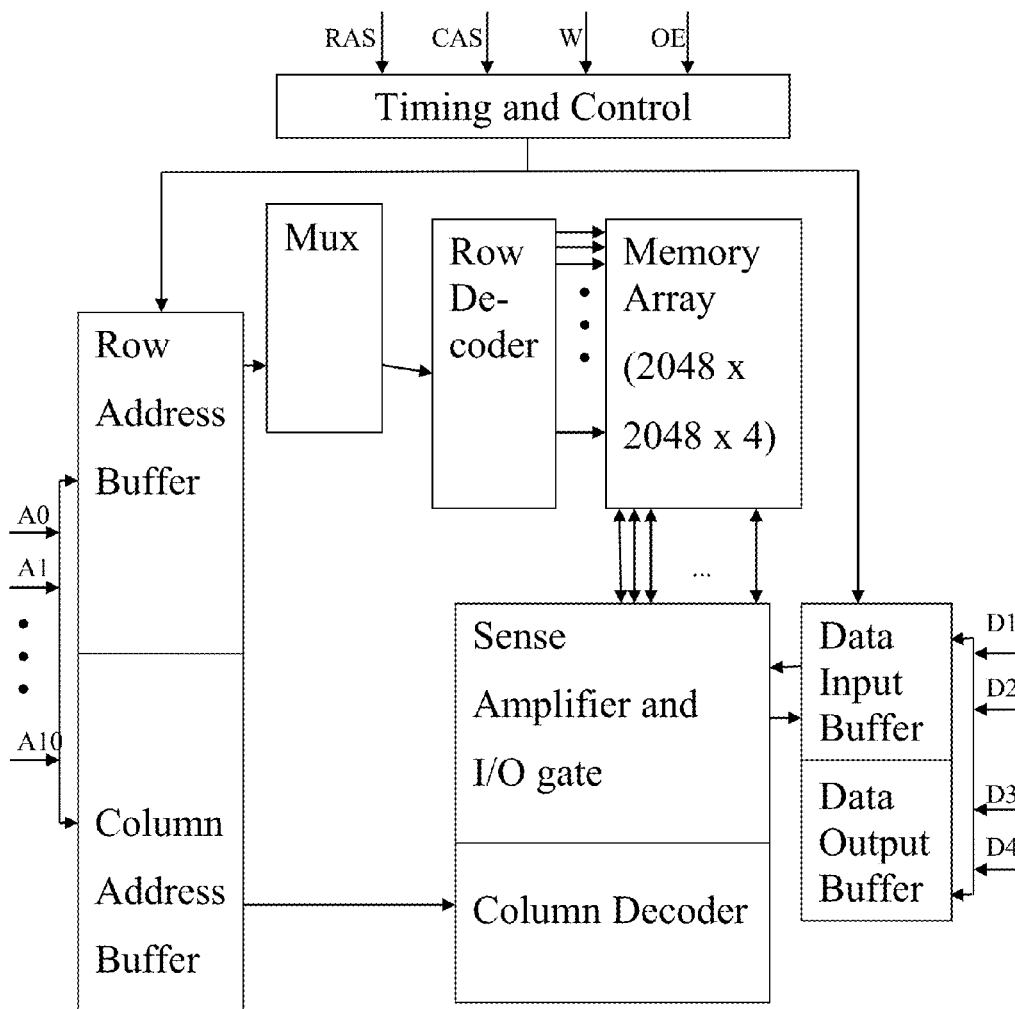 RAS
CAS
W
OE
Timing and Control
Mux
Row
De-
coder
Memory
Array
(2048 x
2048 x 4)
Row
Address
Buffer
A0
A1
A10
Column
Address
Buffer
...
Sense
Amplifier and
I/O gate
Column Decoder
Data
Input
Buffer
Data
Output
Buffer
D1
D2
D3
D4